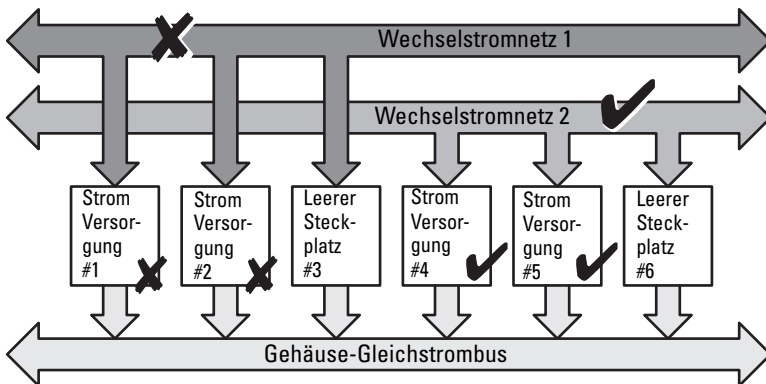 Wechselstromnetz 1
Wechselstromnetz 2
Strom
Versor-
gung
#1
Strom
Versor-
gung
#2
Leerer
Steck-
platz
#3
Strom
Versor-
gung
#4
Strom
Versor-
gung
#5
Leerer
Steck-
platz
#6
Gehäuse-Gleichstrombus